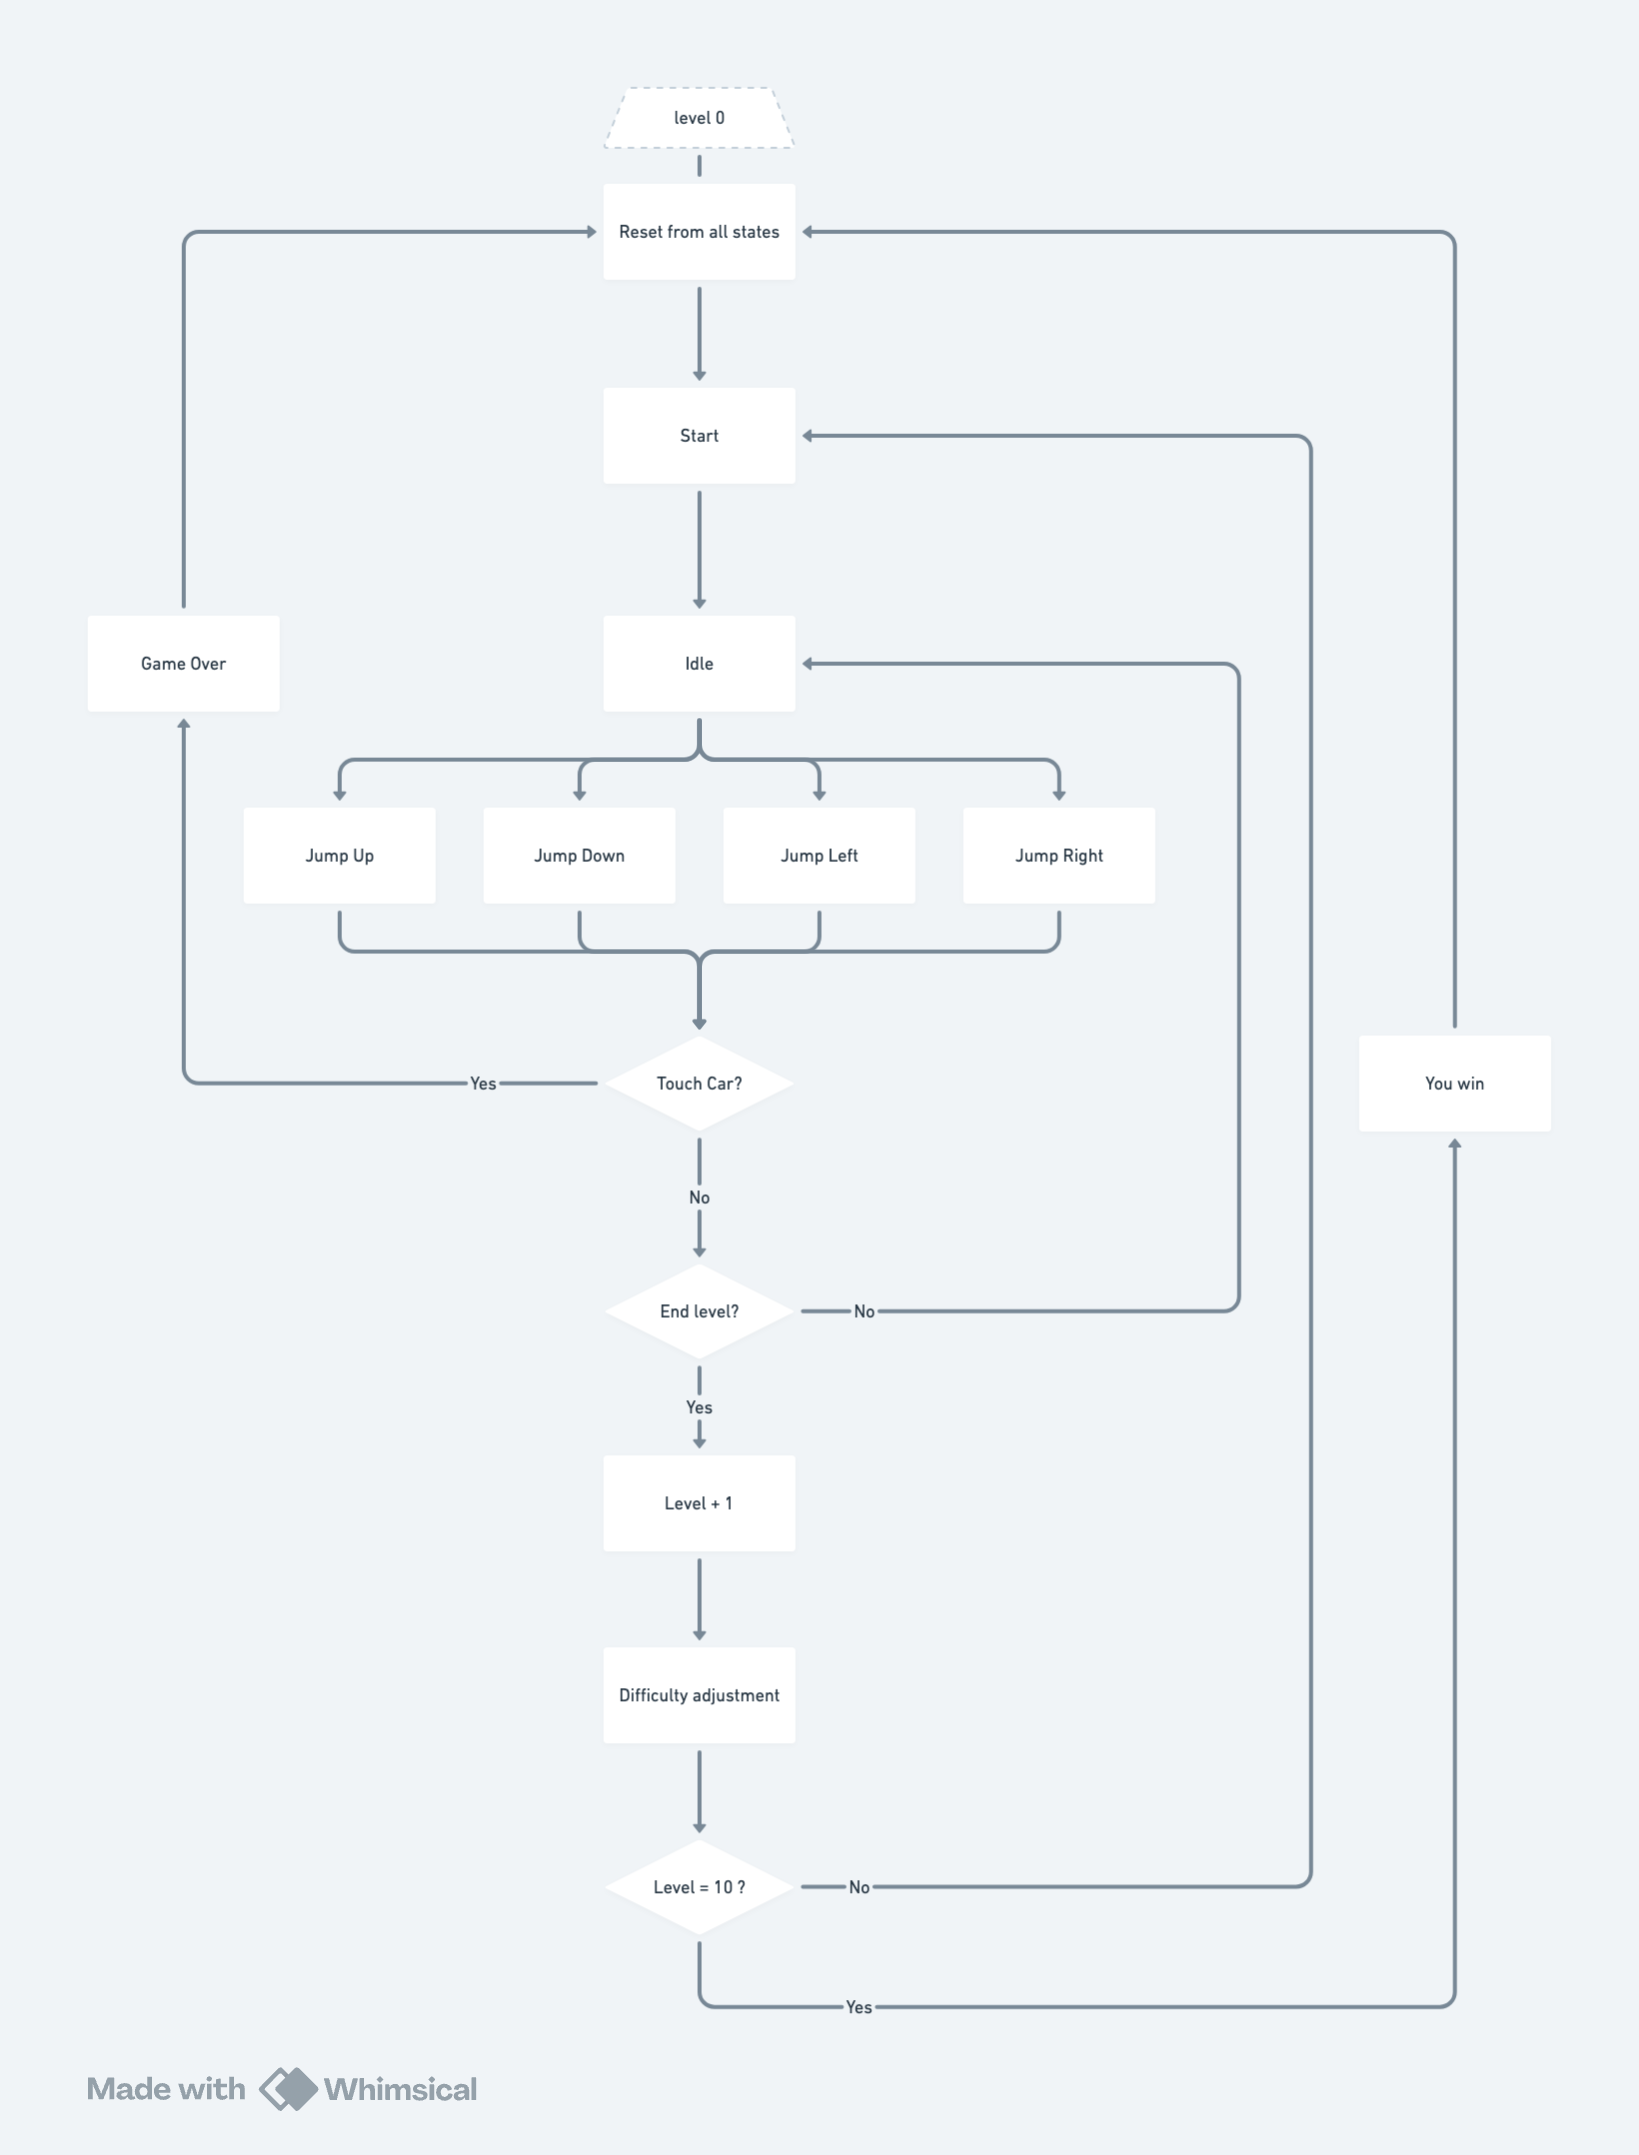 level 0
Reset from all states
Start
Game Over
Idle
Jump Up
Jump Down
Jump Left
Jump Right
Yes
Touch Car?
You win
No
End level?
No
Yes
Level + 1
Difficulty adjustment
Level = 10 ?
No
Yes
Made with Whimsical